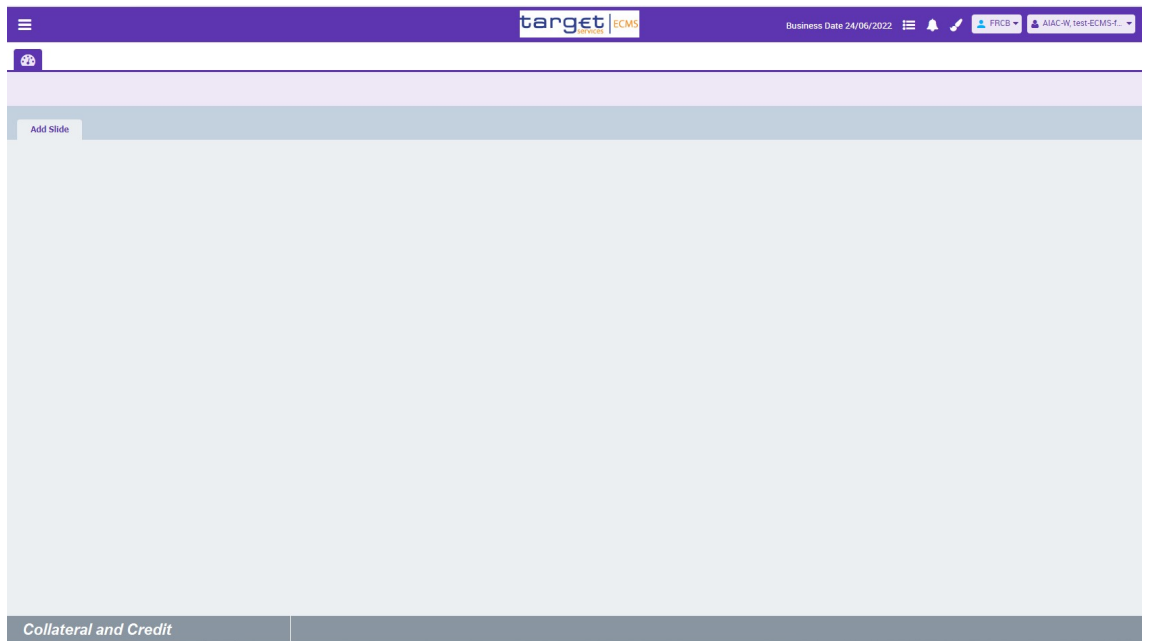 target services | ECMS
Business Date 24/06/2022
FRCB
AIAC-W, test-ECMS-f...
Add Slide
Collateral and Credit